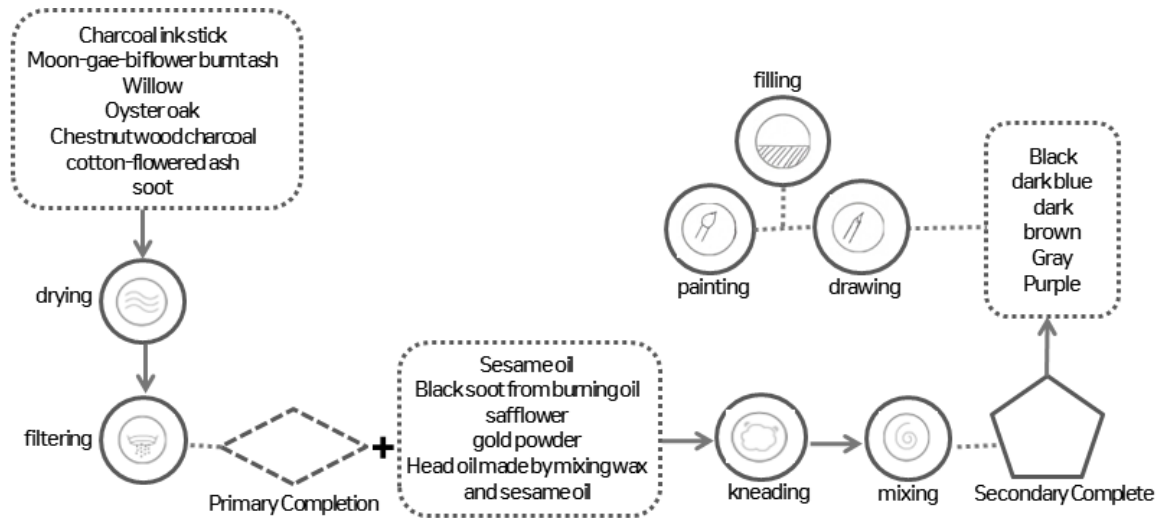 Charcoal ink stick
Moon-gae-bi flower burnt ash
Willow
Oyster oak
Chestnut wood charcoal
cotton-flowered ash
soot
drying
filtering
Primary Completion
+
Sesame oil
Black soot from burning oil
safflower
gold powder
Head oil made by mixing wax
and sesame oil
kneading
mixing
Secondary Complete
Black
dark blue
dark
brown
Gray
Purple
filling
painting
drawing